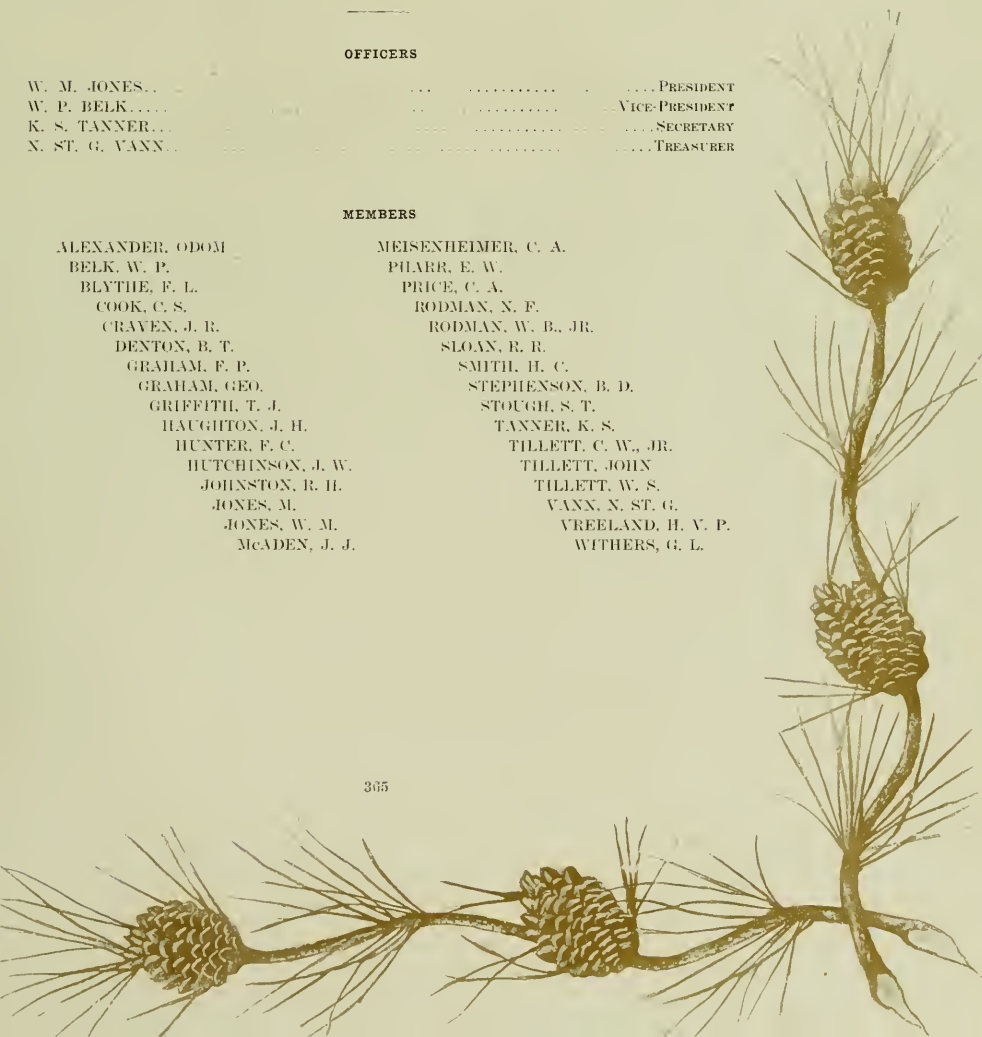 OFFICERS
W. M. JONES.. ... ........... . ....PRESIDENT
W. P. BELK..... .. .......... VICE-PRESIDENT
K. S. TANNER... .... ........... ....SECRETARY
N. ST. G. VANN.. ... ..... ......... .....TREASURER
MEMBERS
ALEXANDER, ODOM
BELK, W. P.
BLYTHE, F. L.
COOK, C. S.
CRAVEN, J. R.
DENTON, B. T.
GRAHAM, F. P.
GRAHAM, GEO.
GRIFFITH, T. J.
HAUGHTON, J. H.
HUNTER, F. C.
HUTCHINSON, J. W.
JOHNSTON, R. H.
JONES, M.
JONES, W. M.
McADEN, J. J.
MEISENHEIMER, C. A.
PHARR, E. W.
PRICE, C. A.
RODMAN, N. F.
RODMAN, W. B., JR.
SLOAN, R. R.
SMITH, H. C.
STEPHENSON, B. D.
STOUGH, S. T.
TANNER, K. S.
TILLETT, C. W., JR.
TILLETT, JOHN
TILLETT, W. S.
VANN, N. ST. G.
VREELAND, H. V. P.
WITHERS, G. L.
365